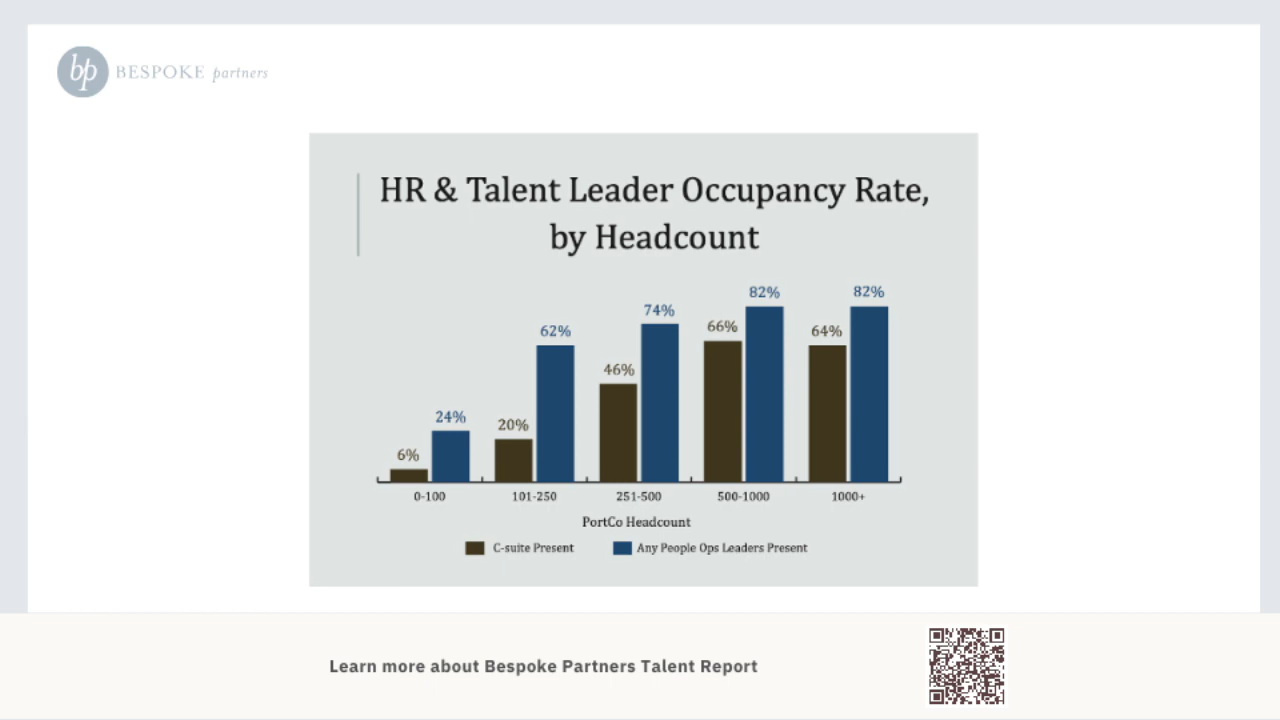 bp BESPOKE partners
HR & Talent Leader Occupancy Rate,
by Headcount
6% 24% 20% 62% 46% 74% 66% 82% 64% 82%
0-100 101-250 251-500 500-1000 1000+
PortCo Headcount
C-suite Present Any People Ops Leaders Present
Learn more about Bespoke Partners Talent Report